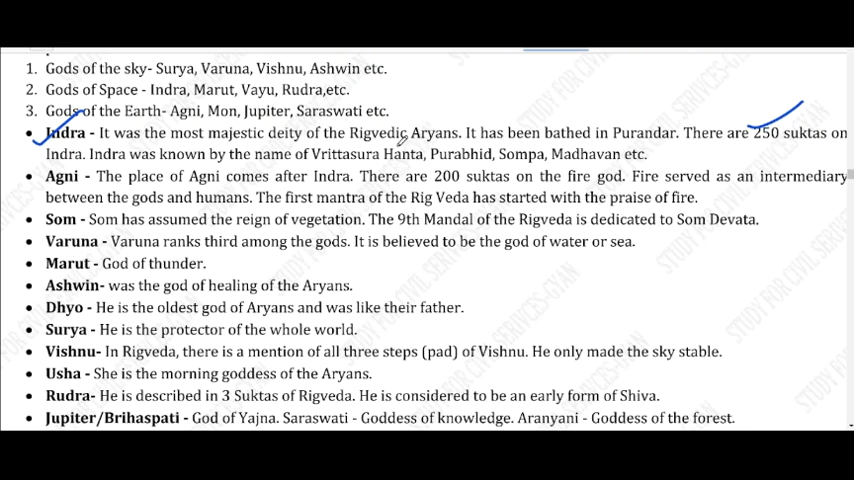 1. Gods of the sky- Surya, Varuna, Vishnu, Ashwin etc.
2. Gods of Space - Indra, Marut, Vayu, Rudra,etc.
3. Gods of the Earth- Agni, Mon, Jupiter, Saraswati etc.
• Indra - It was the most majestic deity of the Rigvedic Aryans. It has been bathed in Purandar. There are 250 suktas on
Indra. Indra was known by the name of Vrittasura Hanta, Purabhid, Sompa, Madhavan etc.
• Agni - The place of Agni comes after Indra. There are 200 suktas on the fire god. Fire served as an intermediary
between the gods and humans. The first mantra of the Rig Veda has started with the praise of fire.
• Som - Som has assumed the reign of vegetation. The 9th Mandal of the Rigveda is dedicated to Som Devata.
• Varuna - Varuna ranks third among the gods. It is believed to be the god of water or sea.
• Marut - God of thunder.
• Ashwin- was the god of healing of the Aryans.
• Dhyo - He is the oldest god of Aryans and was like their father.
• Surya - He is the protector of the whole world.
• Vishnu- In Rigveda, there is a mention of all three steps (pad) of Vishnu. He only made the sky stable.
• Usha - She is the morning goddess of the Aryans.
• Rudra- He is described in 3 Suktas of Rigveda. He is considered to be an early form of Shiva.
• Jupiter/Brihaspati - God of Yajna. Saraswati - Goddess of knowledge. Aranyani - Goddess of the forest.
STUDY FOR CIVIL SERVICES-GYAN